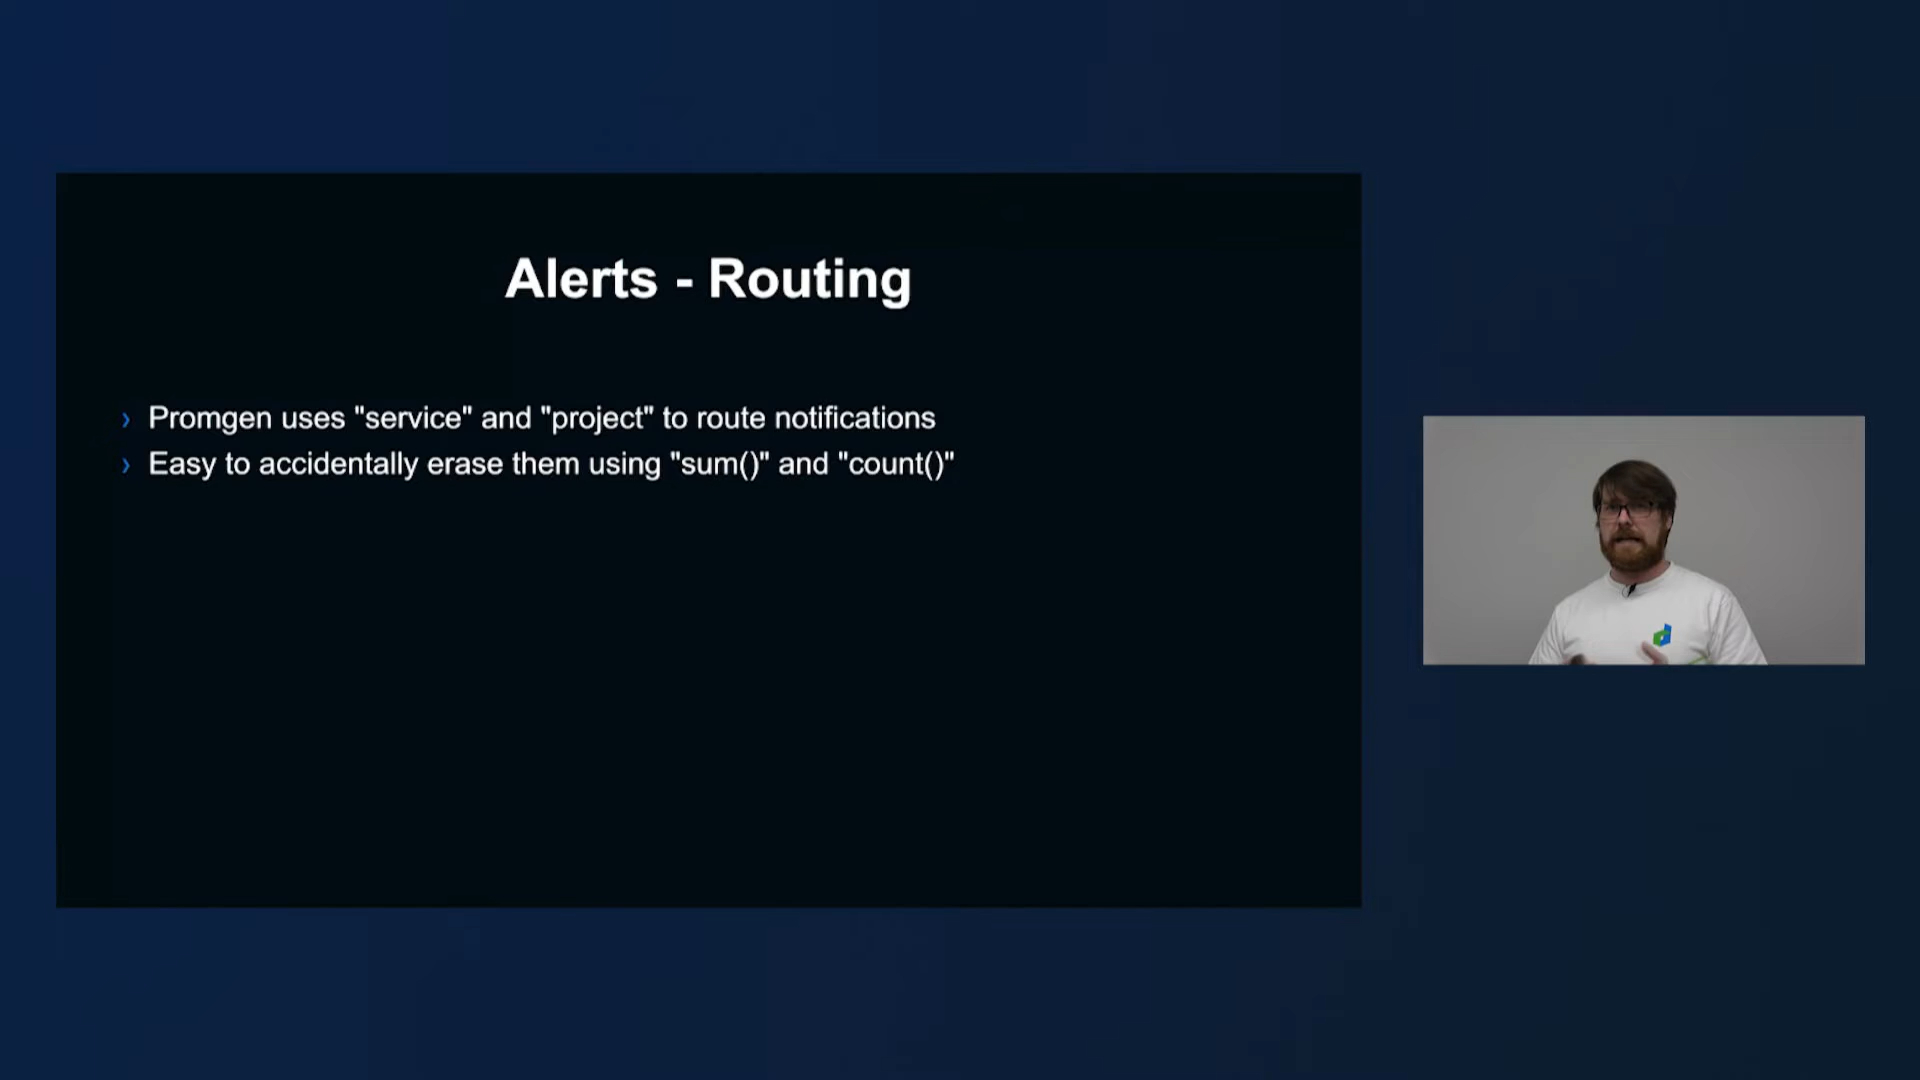 Alerts - Routing
› Promgen uses "service" and "project" to route notifications
› Easy to accidentally erase them using "sum()" and "count()"